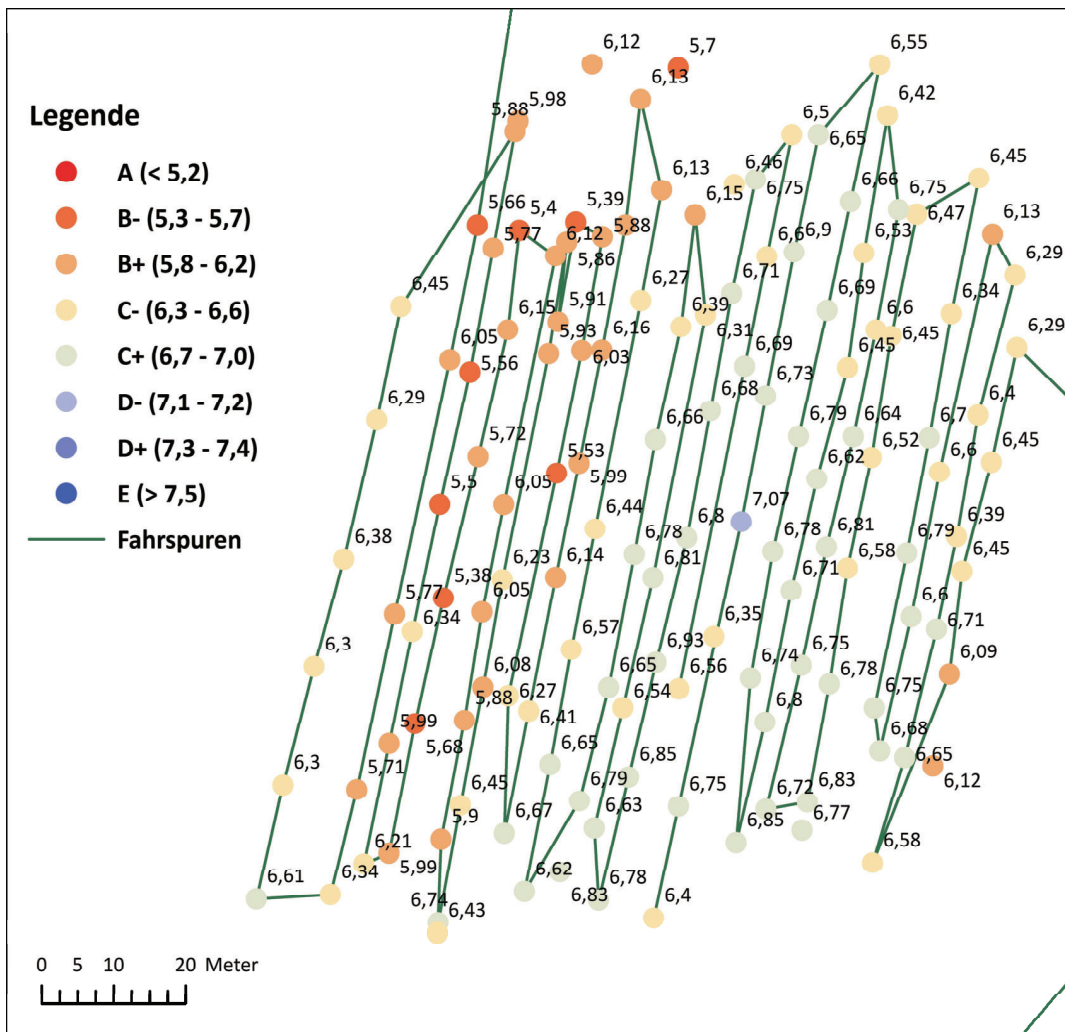 6,12 5,7 6,55
6,13 6,42
5,88 5,98 6,5 6,65
Legende
A (< 5,2)
B- (5,3 - 5,7)
B+ (5,8 - 6,2)
C- (6,3 - 6,6)
C+ (6,7 - 7,0)
D- (7,1 - 7,2)
D+ (7,3 - 7,4)
E (> 7,5)
Fahrspuren
6,13 6,46 6,45
6,15 6,75 6,66 6,75
5,66 5,4 5,39 6,47 6,13
5,77 6,12 5,88 6,6 6,9 6,53
5,86 6,29
6,45 6,27 6,71
6,15 5,91 6,39 6,69 6,6 6,34
6,05 5,93 6,16 6,31 6,45 6,29
5,56 6,03 6,69 6,45
6,29 6,73 6,4
5,72 6,66 6,68 6,79 6,64 6,7
5,53 6,52 6,45
6,05 5,99 6,62 6,6
5,5 7,07
6,44 6,8 6,39
6,38 6,78 6,78 6,81 6,79
6,23 6,14 6,81 6,58 6,45
5,38 6,71
5,77 6,05 6,6
6,34 6,57 6,35 6,71
6,3 6,93 6,75
6,08 6,65 6,56 6,74 6,78 6,09
5,88 6,27 6,54 6,75
5,99 6,41 6,8
5,68 6,65 6,68
6,3 6,85 6,65
5,71 6,45 6,79 6,75 6,72 6,83 6,12
5,9 6,67 6,63 6,85 6,77
6,21 6,58
6,61 6,34 5,99 6,62
6,74 6,43 6,83 6,78 6,4
0 5 10 20 Meter